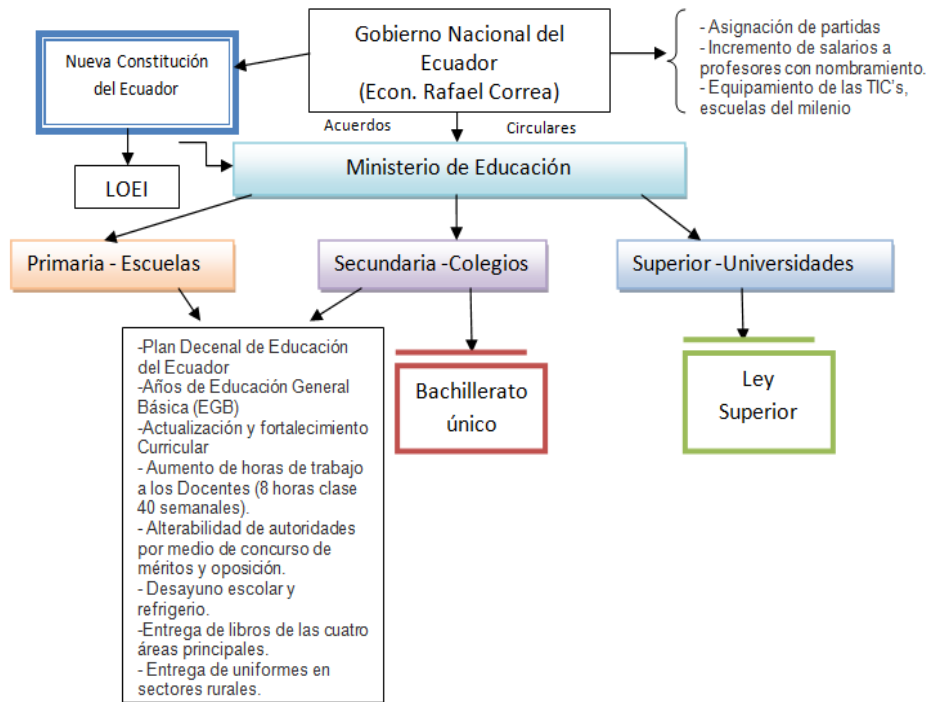 Gobierno Nacional del
Ecuador
(Econ. Rafael Correa)
Nueva Constitución
del Ecuador
- Asignación de partidas
- Incremento de salarios a
profesores con nombramiento.
- Equipamiento de las TIC's,
escuelas del milenio
Acuerdos
Circulares
LOEI
Ministerio de Educación
Primaria - Escuelas
Secundaria -Colegios
Superior -Universidades
-Plan Decenal de Educación
del Ecuador
-Años de Educación General
Básica (EGB)
-Actualización y fortalecimiento
Curricular
- Aumento de horas de trabajo
a los Docentes (8 horas clase
40 semanales).
- Alterabilidad de autoridades
por medio de concurso de
méritos y oposición.
- Desayuno escolar y
refrigerio.
-Entrega de libros de las cuatro
áreas principales.
- Entrega de uniformes en
sectores rurales.
Bachillerato
único
Ley
Superior